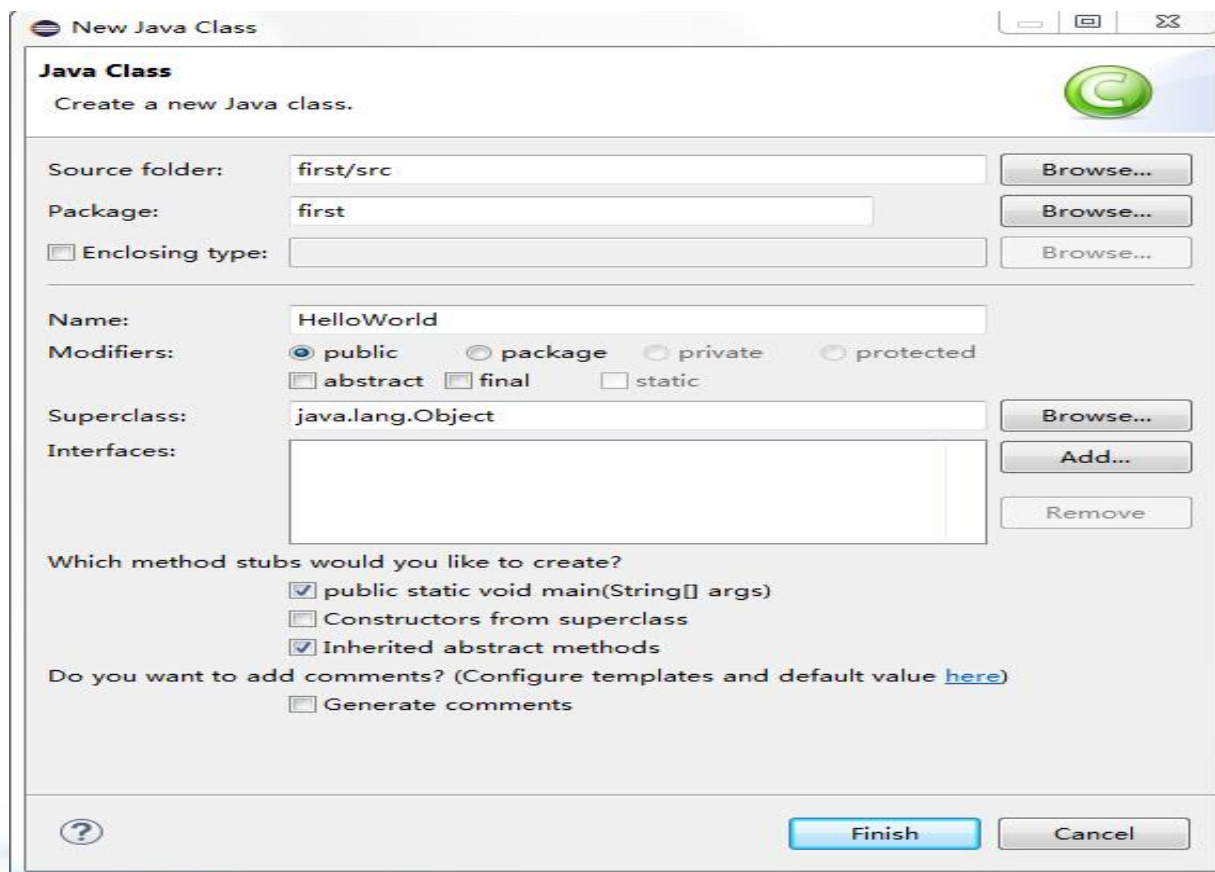 New Java Class
Java Class
Create a new Java class.
Source folder: first/src Browse...
Package: first Browse...
Enclosing type: Browse...
Name: HelloWorld
Modifiers: public package private protected
abstract final static
Superclass: java.lang.Object Browse...
Interfaces: Add...
Remove
Which method stubs would you like to create?
public static void main(String[] args)
Constructors from superclass
Inherited abstract methods
Do you want to add comments? (Configure templates and default value here)
Generate comments
? Finish Cancel